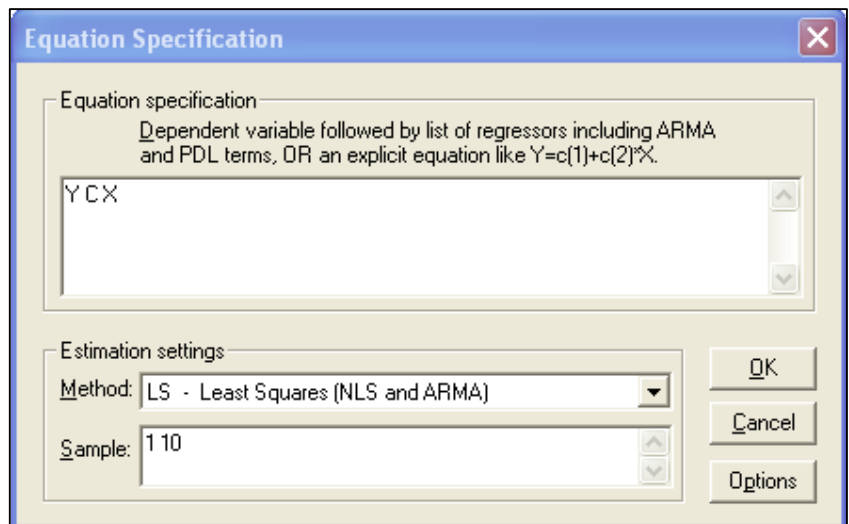 Equation Specification
Equation specification
Dependent variable followed by list of regressors including ARMA
and PDL terms, OR an explicit equation like Y=c(1)+c(2)*X.
Y C X
Estimation settings
Method: LS - Least Squares (NLS and ARMA)
Sample: 1 10
OK
Cancel
Options